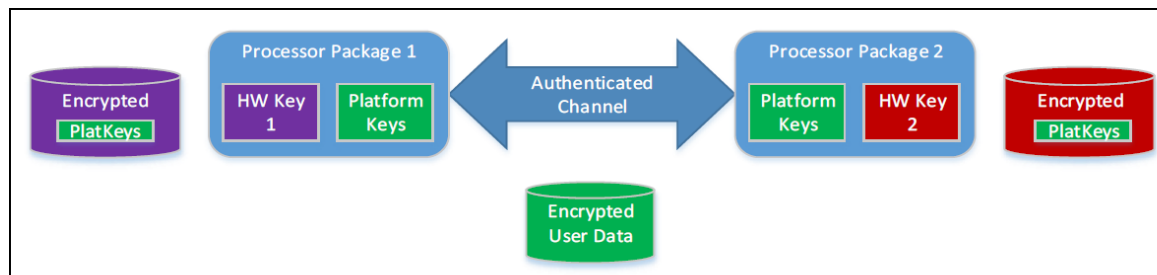 Processor Package 1
Processor Package 2
Encrypted
PlatKeys
HW Key
1
Platform
Keys
Authenticated
Channel
Platform
Keys
HW Key
2
Encrypted
PlatKeys
Encrypted
User Data